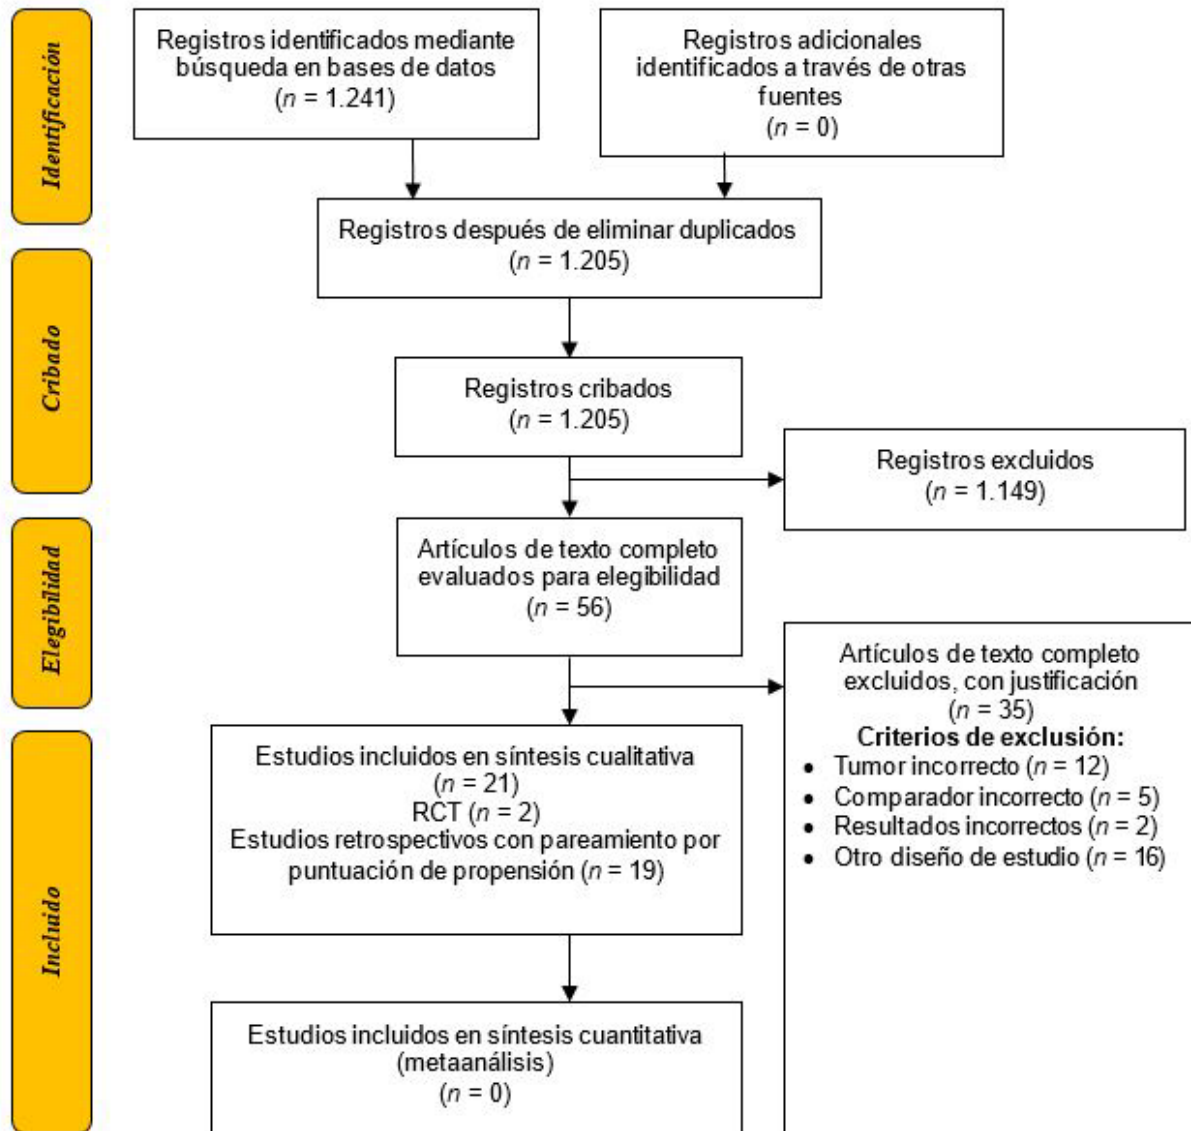 Identificación
Registros identificados mediante
búsqueda en bases de datos
(n = 1.241)
Registros adicionales
identificados a través de otras
fuentes
(n = 0)
Registros después de eliminar duplicados
(n = 1.205)
Cribado
Registros cribados
(n = 1.205)
Registros excluidos
(n = 1.149)
Elegibilidad
Artículos de texto completo
evaluados para elegibilidad
(n = 56)
Artículos de texto completo
excluidos, con justificación
(n = 35)
Criterios de exclusión:
• Tumor incorrecto (n = 12)
• Comparador incorrecto (n = 5)
• Resultados incorrectos (n = 2)
• Otro diseño de estudio (n = 16)
Incluido
Estudios incluidos en síntesis cualitativa
(n = 21)
RCT (n = 2)
Estudios retrospectivos con pareamiento por
puntuación de propensión (n = 19)
Estudios incluidos en síntesis cuantitativa
(metaanálisis)
(n = 0)